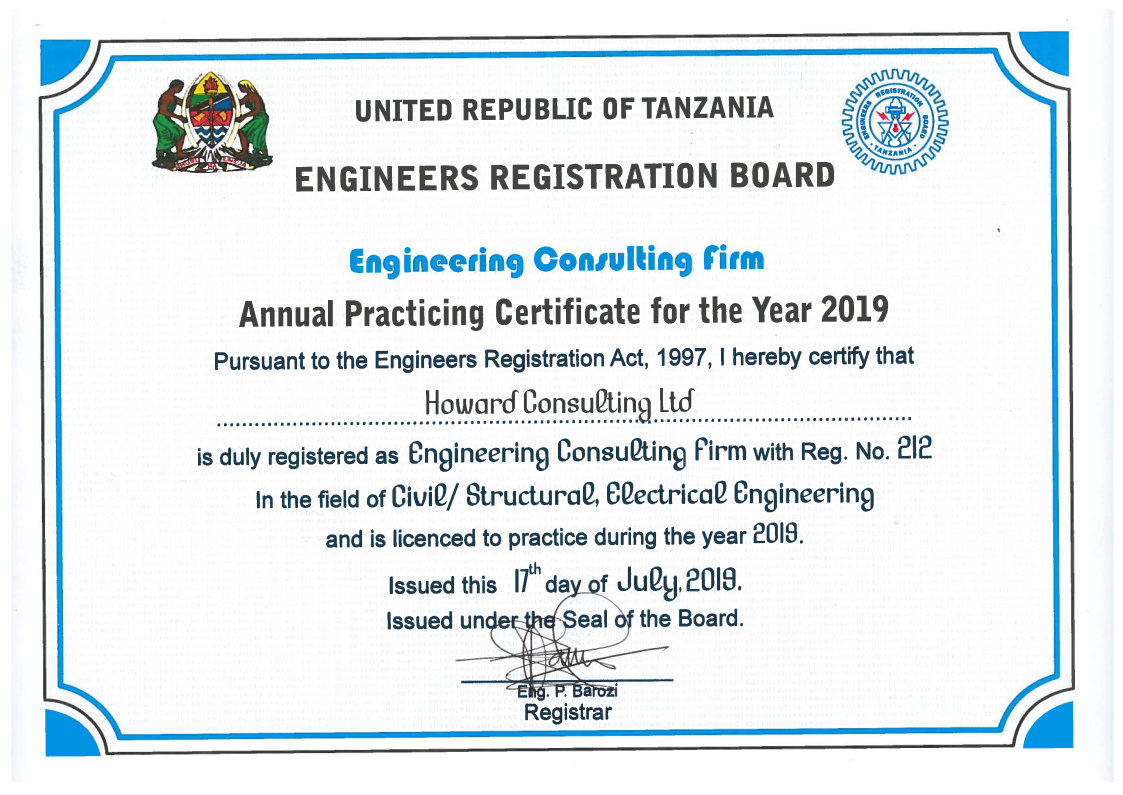 UNITED REPUBLIC OF TANZANIA
ENGINEERS REGISTRATION BOARD
ENGINEERS REGISTRATION BOARD
· TANZANIA ·
Engineering Consulting Firm
Annual Practicing Certificate for the Year 2019
Pursuant to the Engineers Registration Act, 1997, I hereby certify that
Howard Consulting Ltd
is duly registered as Engineering Consulting Firm with Reg. No. 212
In the field of Civil/ Structural, Electrical Engineering
and is licenced to practice during the year 2019.
Issued this 17th day of July, 2019.
Issued under the Seal of the Board.
Eng. P. Barozi
Registrar